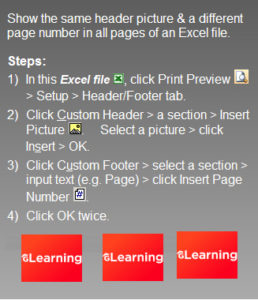 Show the same header picture & a different
page number in all pages of an Excel file.
Steps:
1) In this Excel file, click Print Preview
> Setup > Header/Footer tab.
2) Click Custom Header > a section > Insert
Picture Select a picture > click
Insert > OK.
3) Click Custom Footer > select a section >
input text (e.g. Page) > click Insert Page
Number #.
4) Click OK twice.
eLearning eLearning eLearning